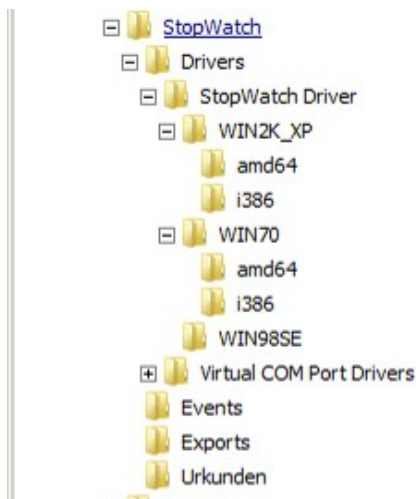 StopWatch
Drivers
StopWatch Driver
WIN2K_XP
amd64
i386
WIN70
amd64
i386
WIN98SE
Virtual COM Port Drivers
Events
Exports
Urkunden